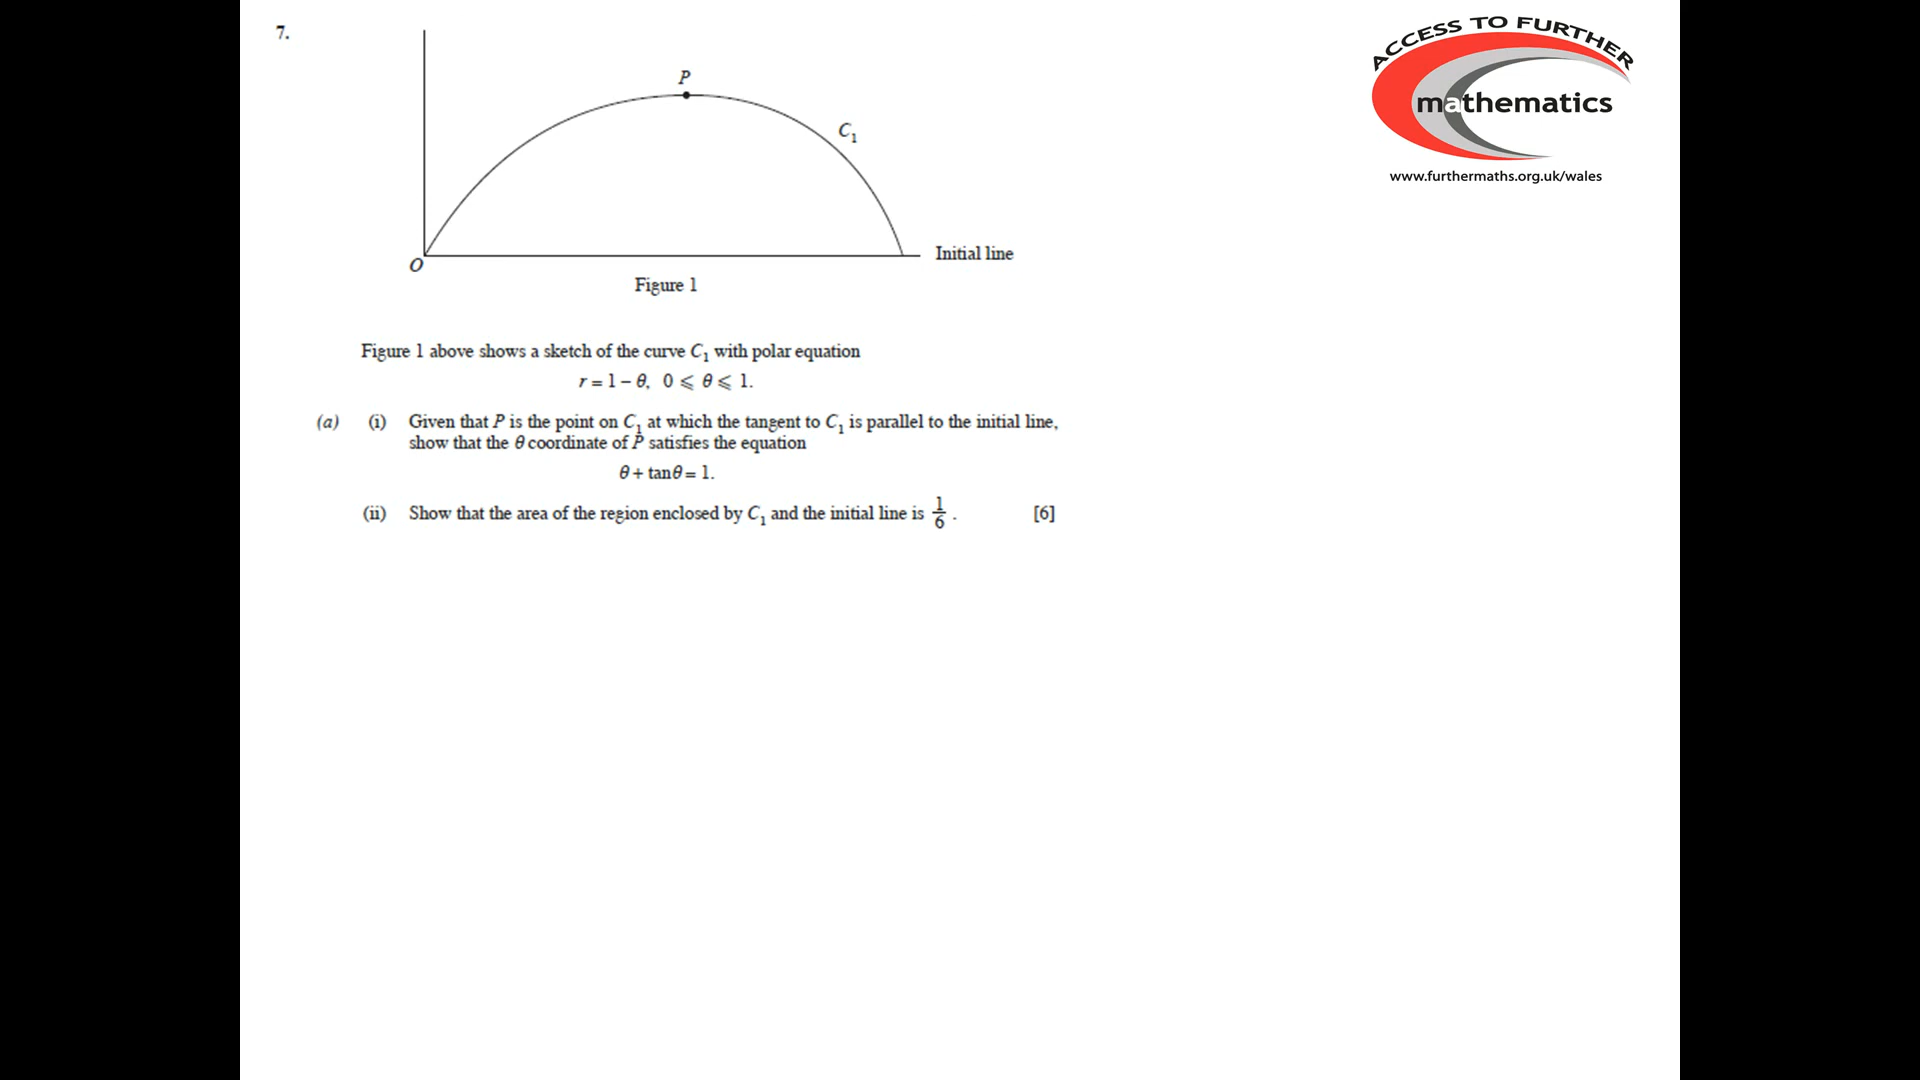 7.
ACCESS TO FURTHER
mathematics
www.furthermaths.org.uk/wales
P
C₁
O
Initial line
Figure 1
Figure 1 above shows a sketch of the curve C₁ with polar equation
r = 1 – θ, 0 ⩽ θ ⩽ 1.
(a) (i) Given that P is the point on C₁ at which the tangent to C₁ is parallel to the initial line,
show that the θ coordinate of P satisfies the equation
θ + tanθ = 1.
(ii) Show that the area of the region enclosed by C₁ and the initial line is 1/6 . [6]